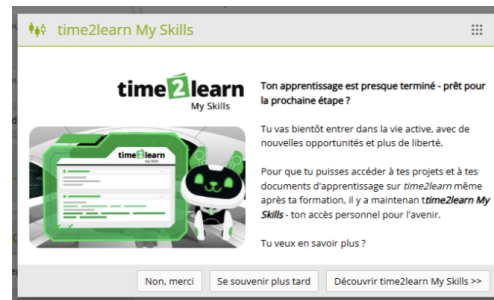 time2learn My Skills
time2learn
My Skills
time2learn
My Skills
Ton apprentissage est presque terminé - prêt pour
la prochaine étape ?
Tu vas bientôt entrer dans la vie active, avec de
nouvelles opportunités et plus de liberté.
Pour que tu puisses accéder à tes projets et à tes
documents d'apprentissage sur time2learn même
après ta formation, il y a maintenan ttime2learn My
Skills - ton accès personnel pour l'avenir.
Tu veux en savoir plus ?
Non, merci
Se souvenir plus tard
Découvrir time2learn My Skills >>